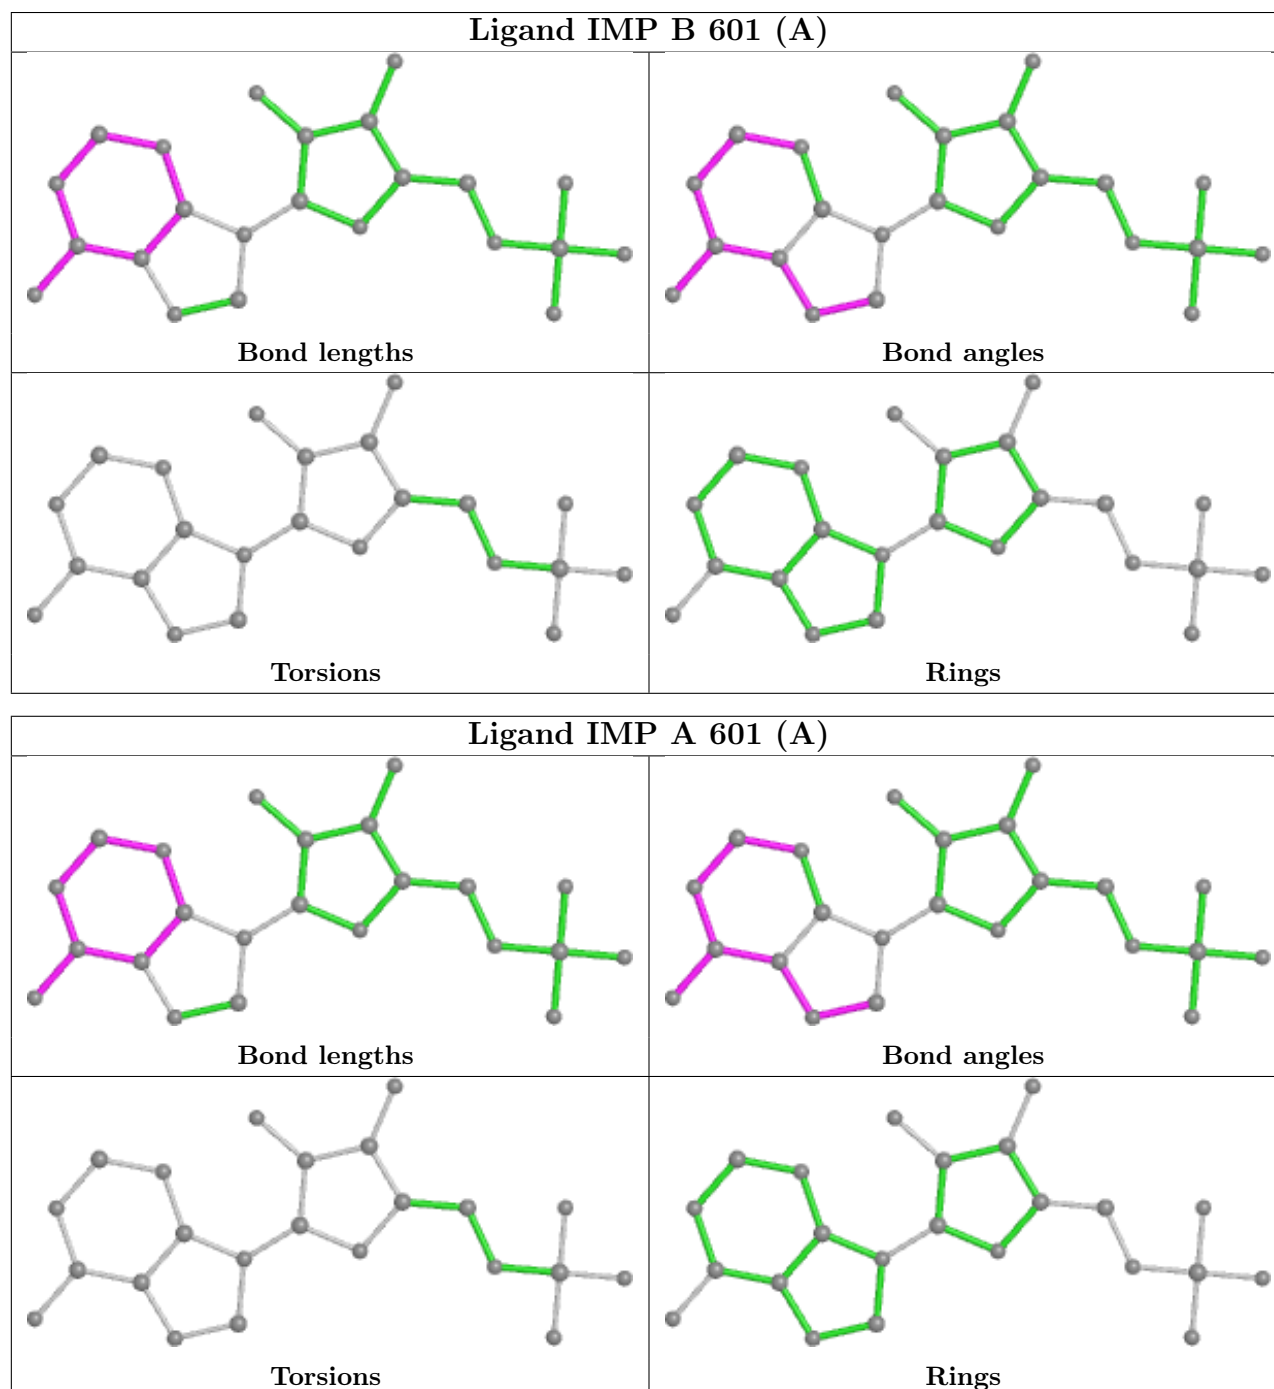 Ligand IMP B 601 (A)
Bond lengths
Bond angles
Torsions
Rings
Ligand IMP A 601 (A)
Bond lengths
Bond angles
Torsions
Rings